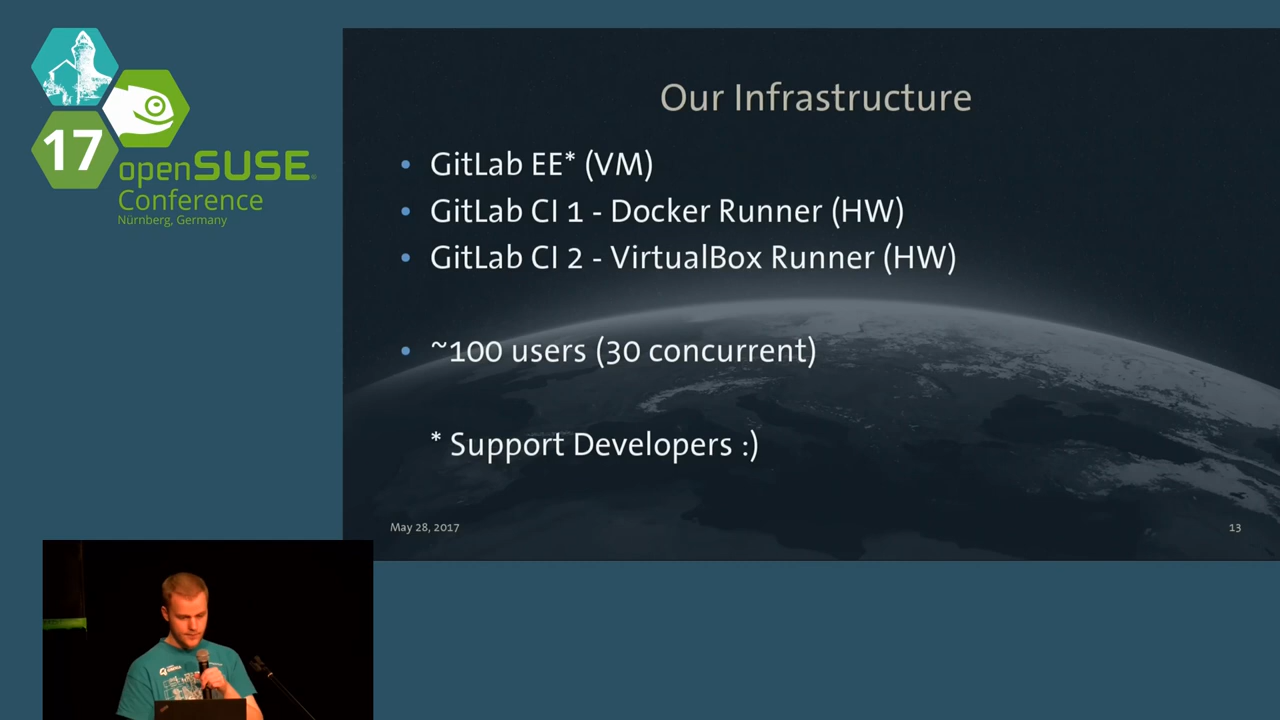 17
openSUSE
Conference
Nürnberg, Germany
Our Infrastructure
• GitLab EE* (VM)
• GitLab CI 1 - Docker Runner (HW)
• GitLab CI 2 - VirtualBox Runner (HW)
• ~100 users (30 concurrent)
* Support Developers :)
May 28, 2017
13